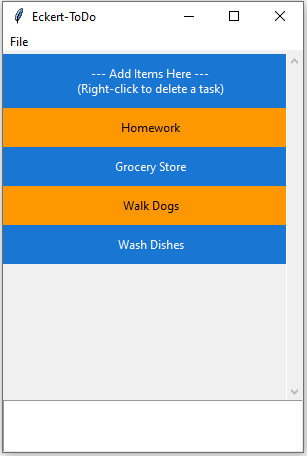 Eckert-ToDo
File
--- Add Items Here ---
(Right-click to delete a task)
Homework
Grocery Store
Walk Dogs
Wash Dishes